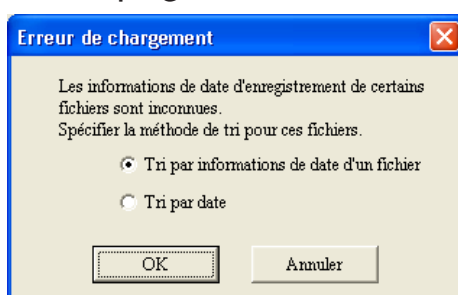 Erreur de chargement
Les informations de date d'enregistrement de certains
fichiers sont inconnues.
Spécifier la méthode de tri pour ces fichiers.
Tri par informations de date d'un fichier
Tri par date
OK Annuler